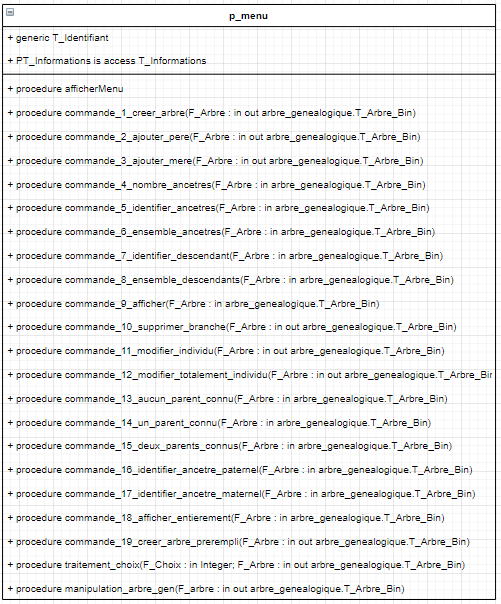 p_menu
+ generic T_Identifiant
+ PT_Informations is access T_Informations
+ procedure afficherMenu
+ procedure commande_1_creer_arbre(F_Arbre : in out arbre_genealogique.T_Arbre_Bin)
+ procedure commande_2_ajouter_pere(F_Arbre : in out arbre_genealogique.T_Arbre_Bin)
+ procedure commande_3_ajouter_mere(F_Arbre : in out arbre_genealogique.T_Arbre_Bin)
+ procedure commande_4_nombre_ancetres(F_Arbre : in arbre_genealogique.T_Arbre_Bin)
+ procedure commande_5_identifier_ancetres(F_Arbre : in arbre_genealogique.T_Arbre_Bin)
+ procedure commande_6_ensemble_ancetres(F_Arbre : in arbre_genealogique.T_Arbre_Bin)
+ procedure commande_7_identifier_descendant(F_Arbre : in arbre_genealogique.T_Arbre_Bin)
+ procedure commande_8_ensemble_descendants(F_Arbre : in arbre_genealogique.T_Arbre_Bin)
+ procedure commande_9_afficher(F_Arbre : in arbre_genealogique.T_Arbre_Bin)
+ procedure commande_10_supprimer_branche(F_Arbre : in out arbre_genealogique.T_Arbre_Bin)
+ procedure commande_11_modifier_individu(F_Arbre : in out arbre_genealogique.T_Arbre_Bin)
+ procedure commande_12_modifier_totalement_individu(F_Arbre : in out arbre_genealogique.T_Arbre_Bin
+ procedure commande_13_aucun_parent_connu(F_Arbre : in arbre_genealogique.T_Arbre_Bin)
+ procedure commande_14_un_parent_connu(F_Arbre : in arbre_genealogique.T_Arbre_Bin)
+ procedure commande_15_deux_parents_connus(F_Arbre : in arbre_genealogique.T_Arbre_Bin)
+ procedure commande_16_identifier_ancetre_paternel(F_Arbre : in arbre_genealogique.T_Arbre_Bin)
+ procedure commande_17_identifier_ancetre_maternel(F_Arbre : in arbre_genealogique.T_Arbre_Bin)
+ procedure commande_18_afficher_entierement(F_Arbre : in arbre_genealogique.T_Arbre_Bin)
+ procedure commande_19_creer_arbre_prerempli(F_Arbre : in out arbre_genealogique.T_Arbre_Bin)
+ procedure traitement_choix(F_Choix : in Integer; F_Arbre : in out arbre_genealogique.T_Arbre_Bin)
+ procedure manipulation_arbre_gen(F_arbre : in out arbre_genealogique.T_Arbre_Bin)